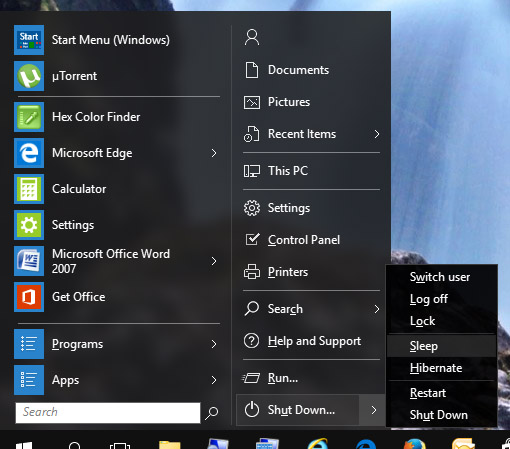 Start Menu (Windows)
µTorrent
Hex Color Finder
Microsoft Edge
Calculator
Settings
Microsoft Office Word
2007
Get Office
Programs
Apps
Search
Documents
Pictures
Recent Items
This PC
Settings
Control Panel
Printers
Search
Help and Support
Run...
Shut Down...
Switch user
Log off
Lock
Sleep
Hibernate
Restart
Shut Down